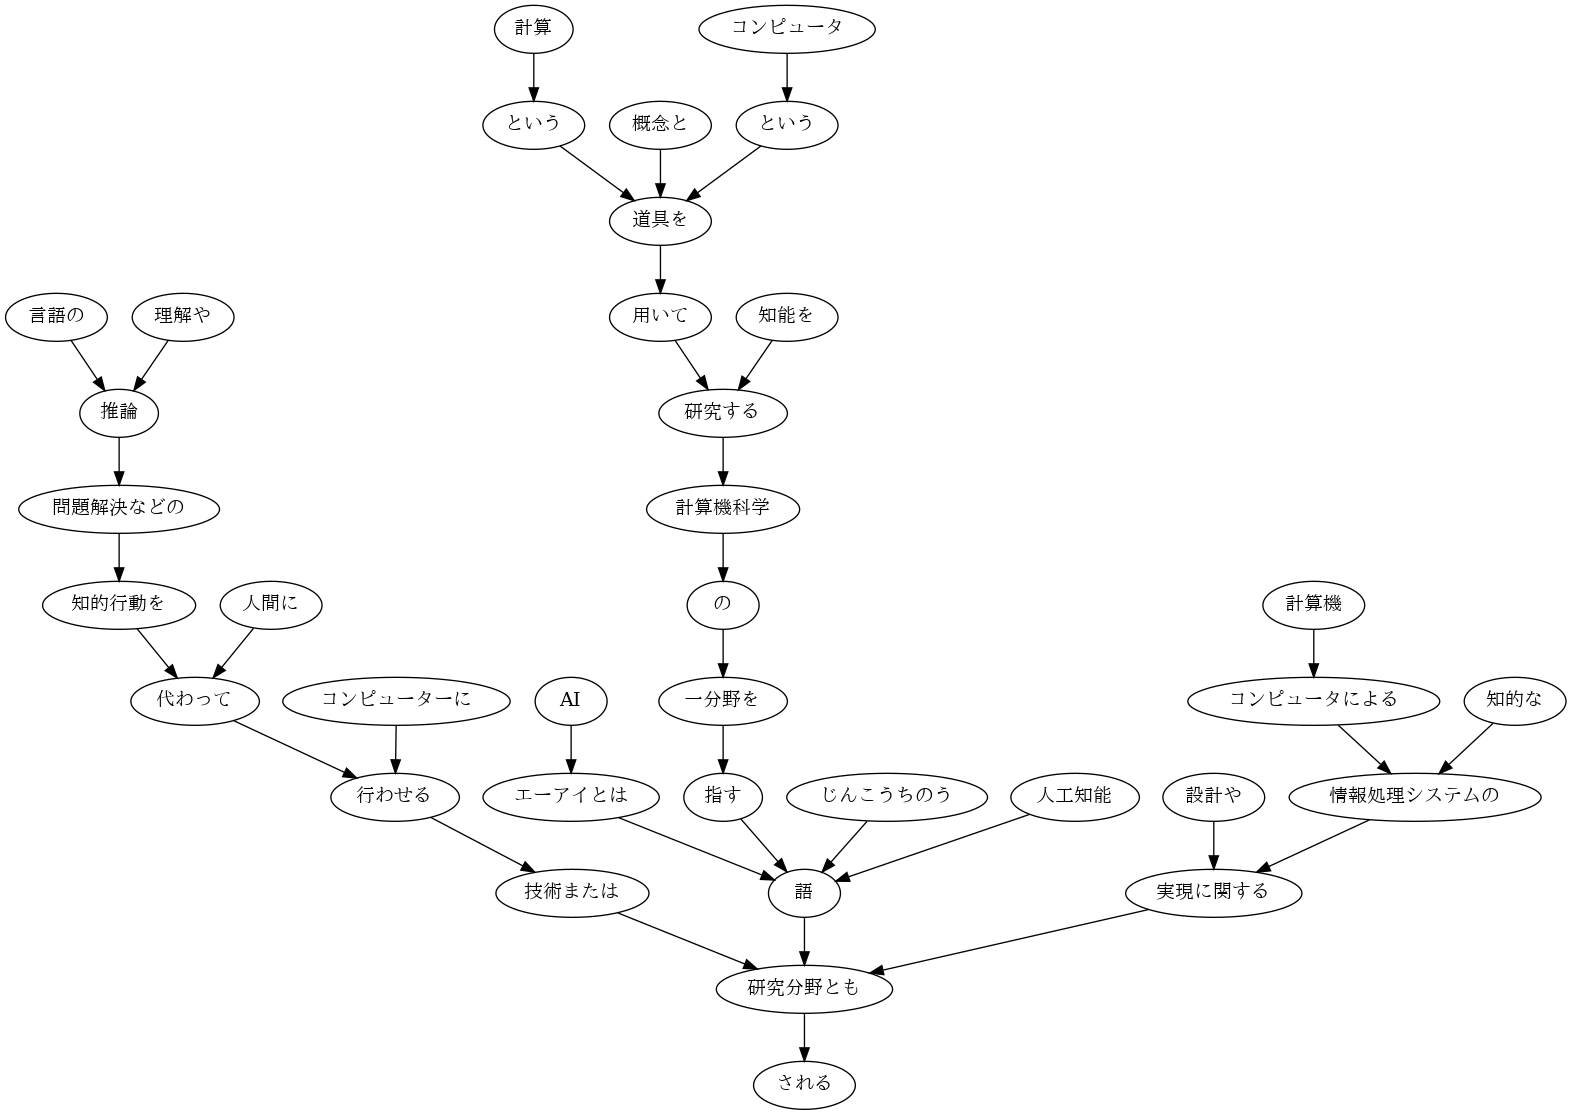 計算
コンピュータ
という
概念と
という
道具を
言語の
理解や
用いて
知能を
推論
研究する
問題解決などの
計算機科学
知的行動を
人間に
の
計算機
代わって
コンピューターに
AI
一分野を
コンピュータによる
知的な
行わせる
エーアイとは
指す
じんこうちのう
人工知能
設計や
情報処理システムの
技術または
語
実現に関する
研究分野とも
される